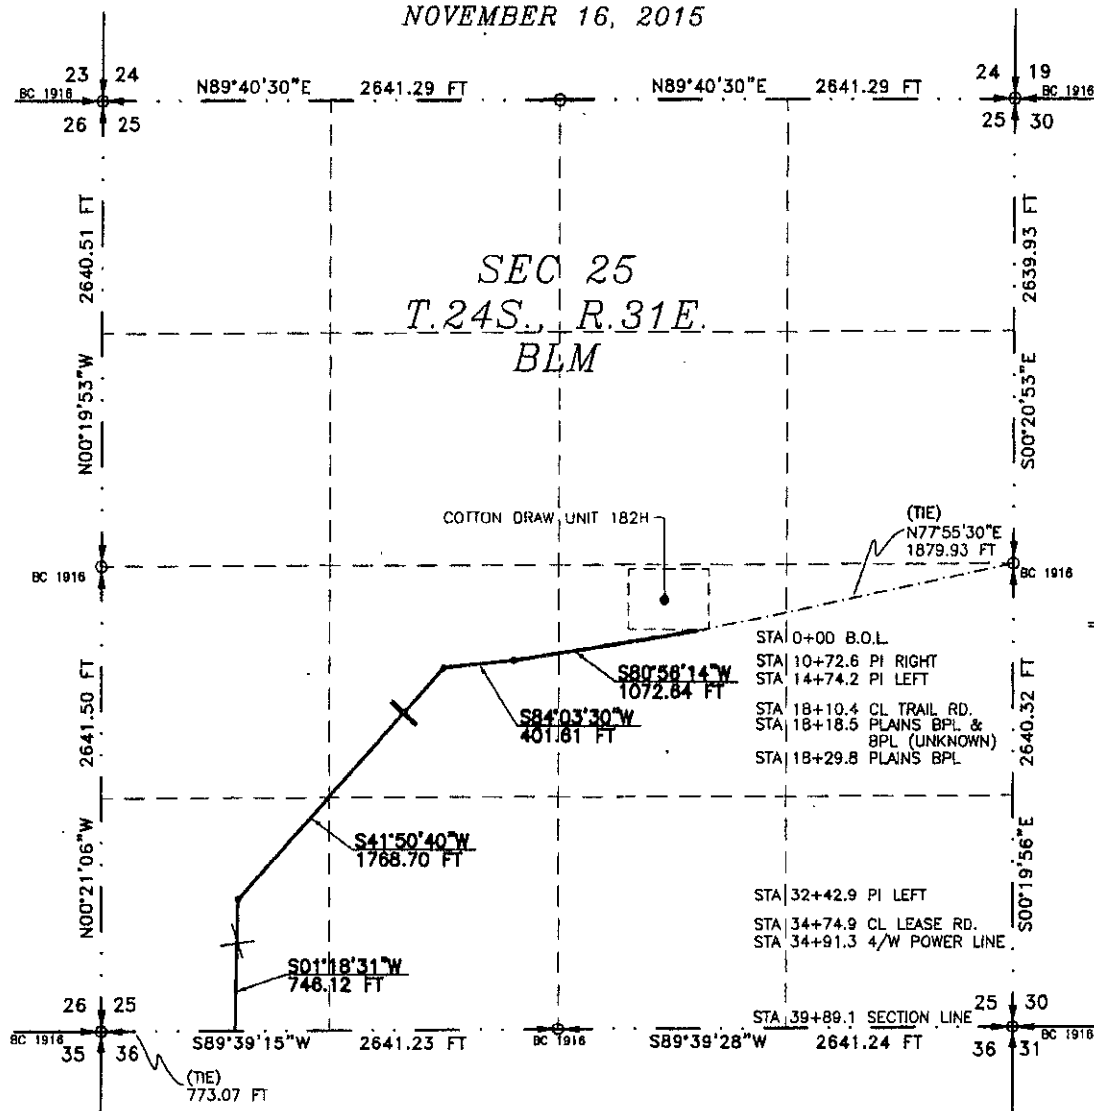 NOVEMBER 16, 2015
23 24
24 19
N89°40'30"E 2641.29 FT
N89°40'30"E 2641.29 FT
BC 1916
BC 1916
26 25
25 30
2640.51 FT
N00°19'53"W
2639.93 FT
S00°20'53"E
SEC 25
T.24S., R.31E.
BLM
COTTON DRAW UNIT 182H
(TIE)
N77°55'30"E
1879.93 FT
BC 1916
BC 1916
STA 0+00 B.O.L.
STA 10+72.6 PI RIGHT
STA 14+74.2 PI LEFT
STA 18+10.4 CL TRAIL RD.
STA 18+18.5 PLAINS BPL &
BPL (UNKNOWN)
STA 18+29.8 PLAINS BPL
S80°58'14"W
1072.64 FT
S84°03'30"W
401.61 FT
2641.50 FT
N00°21'06"W
2640.32 FT
S00°19'56"E
S41°50'40"W
1768.70 FT
STA 32+42.9 PI LEFT
STA 34+74.9 CL LEASE RD.
STA 34+91.3 4/W POWER LINE
S01°18'31"W
746.12 FT
STA 39+89.1 SECTION LINE
26 25
25 30
BC 1916
35 36
S89°39'15"W 2641.23 FT
BC 1916
S89°39'28"W 2641.24 FT
36 31
BC 1916
(TIE)
773.07 FT